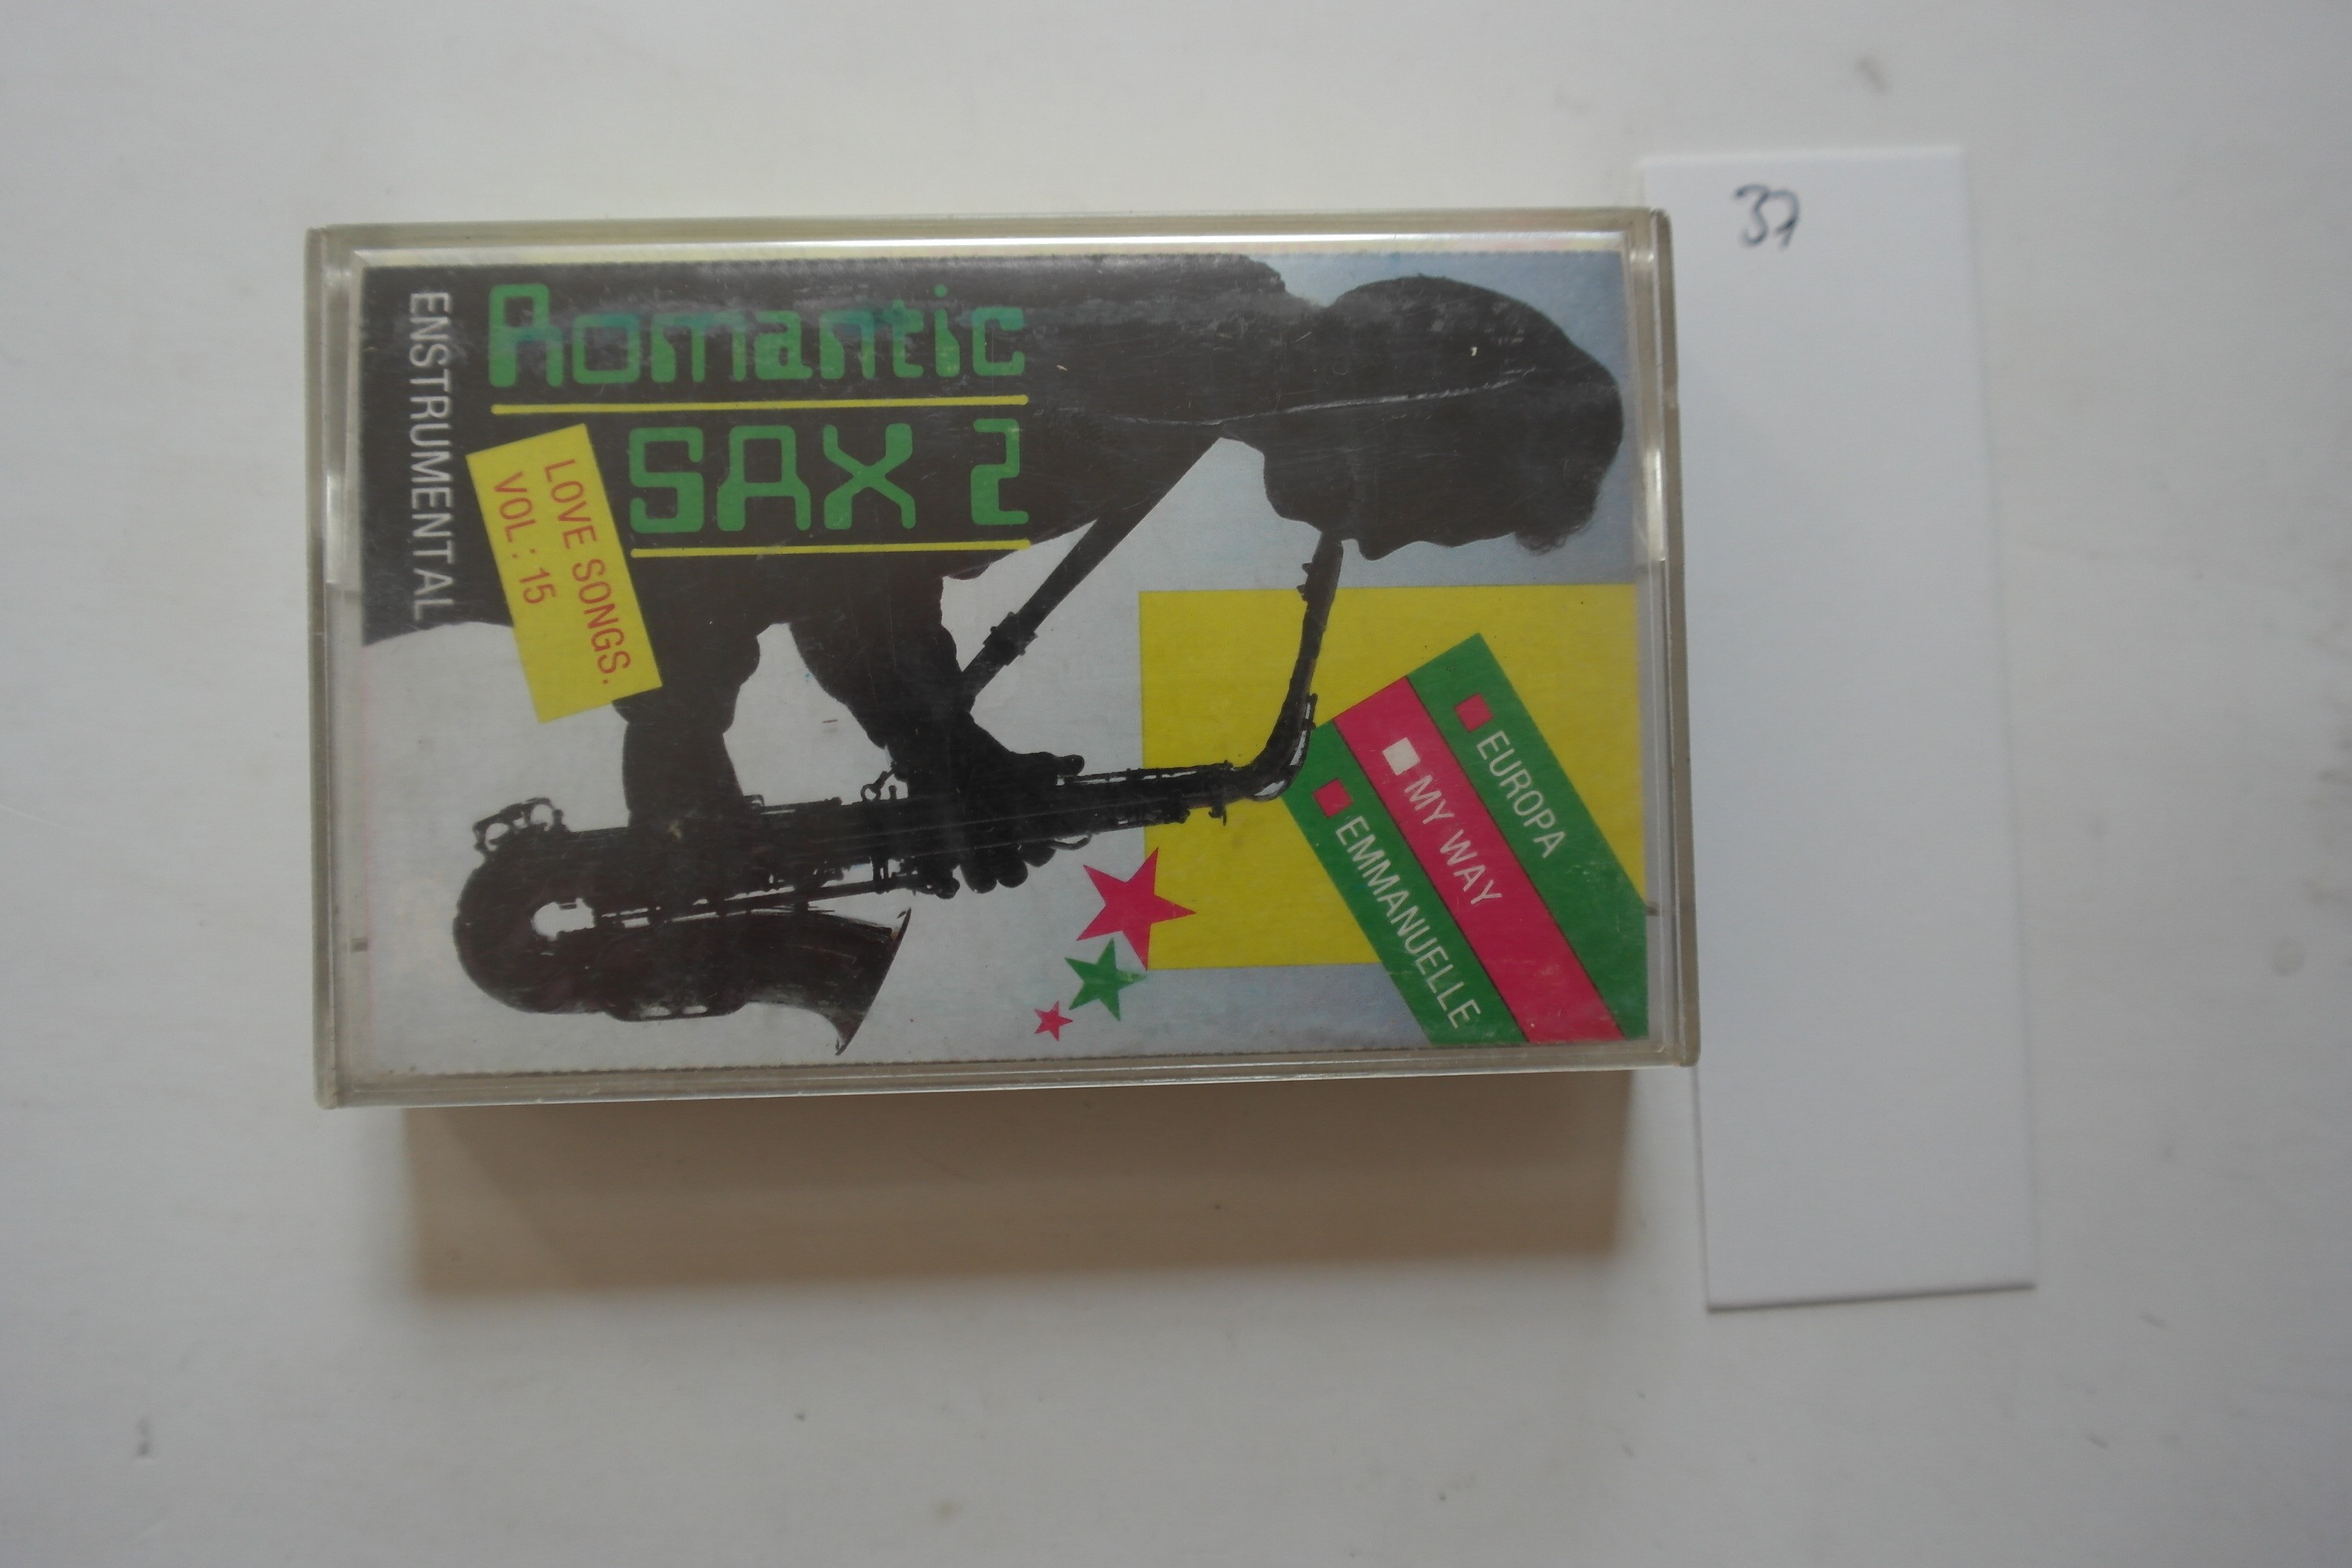 Romantic
SAX 2
ENSTRUMENTAL
LOVE SONGS.
VOL: 15
EUROPA
MY WAY
EMMANUELLE
37